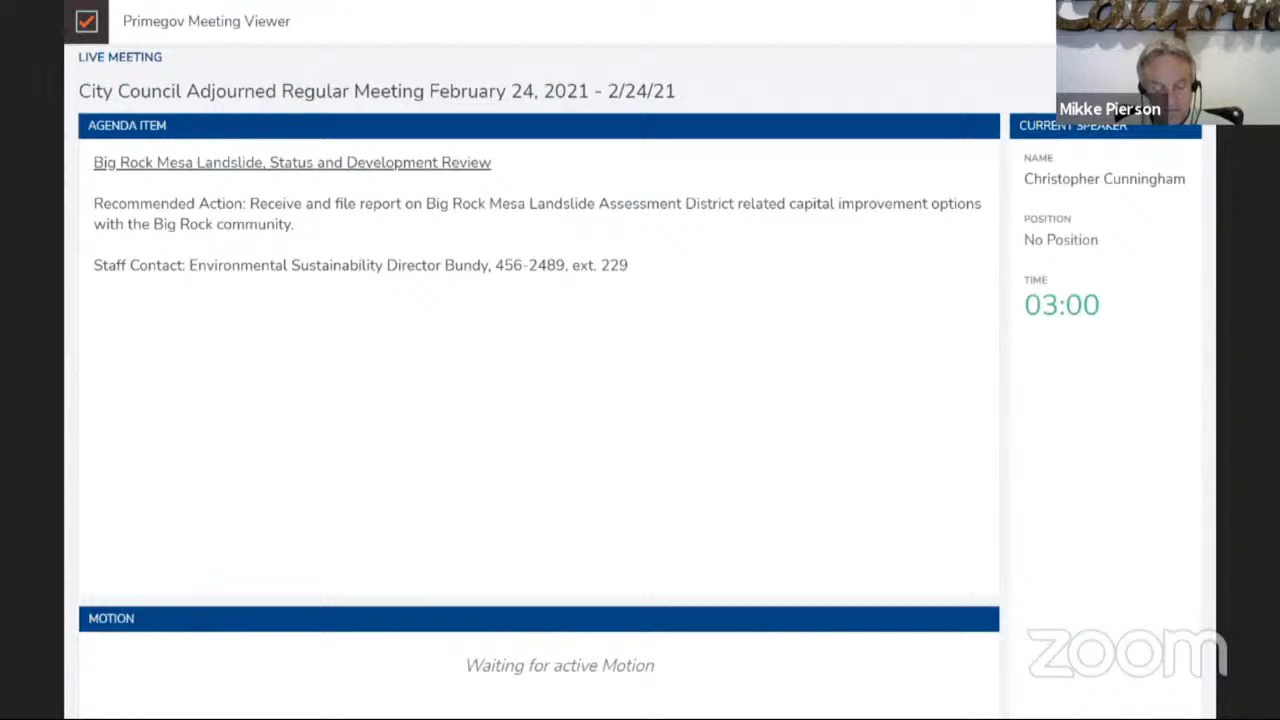 Primegov Meeting Viewer
LIVE MEETING
City Council Adjourned Regular Meeting February 24, 2021 - 2/24/21
California
Mikke Pierson
AGENDA ITEM
Big Rock Mesa Landslide, Status and Development Review
Recommended Action: Receive and file report on Big Rock Mesa Landslide Assessment District related capital improvement options
with the Big Rock community.
Staff Contact: Environmental Sustainability Director Bundy, 456-2489, ext. 229
CURRENT SPEAKER
NAME
Christopher Cunningham
POSITION
No Position
TIME
03:00
MOTION
Waiting for active Motion
zoom